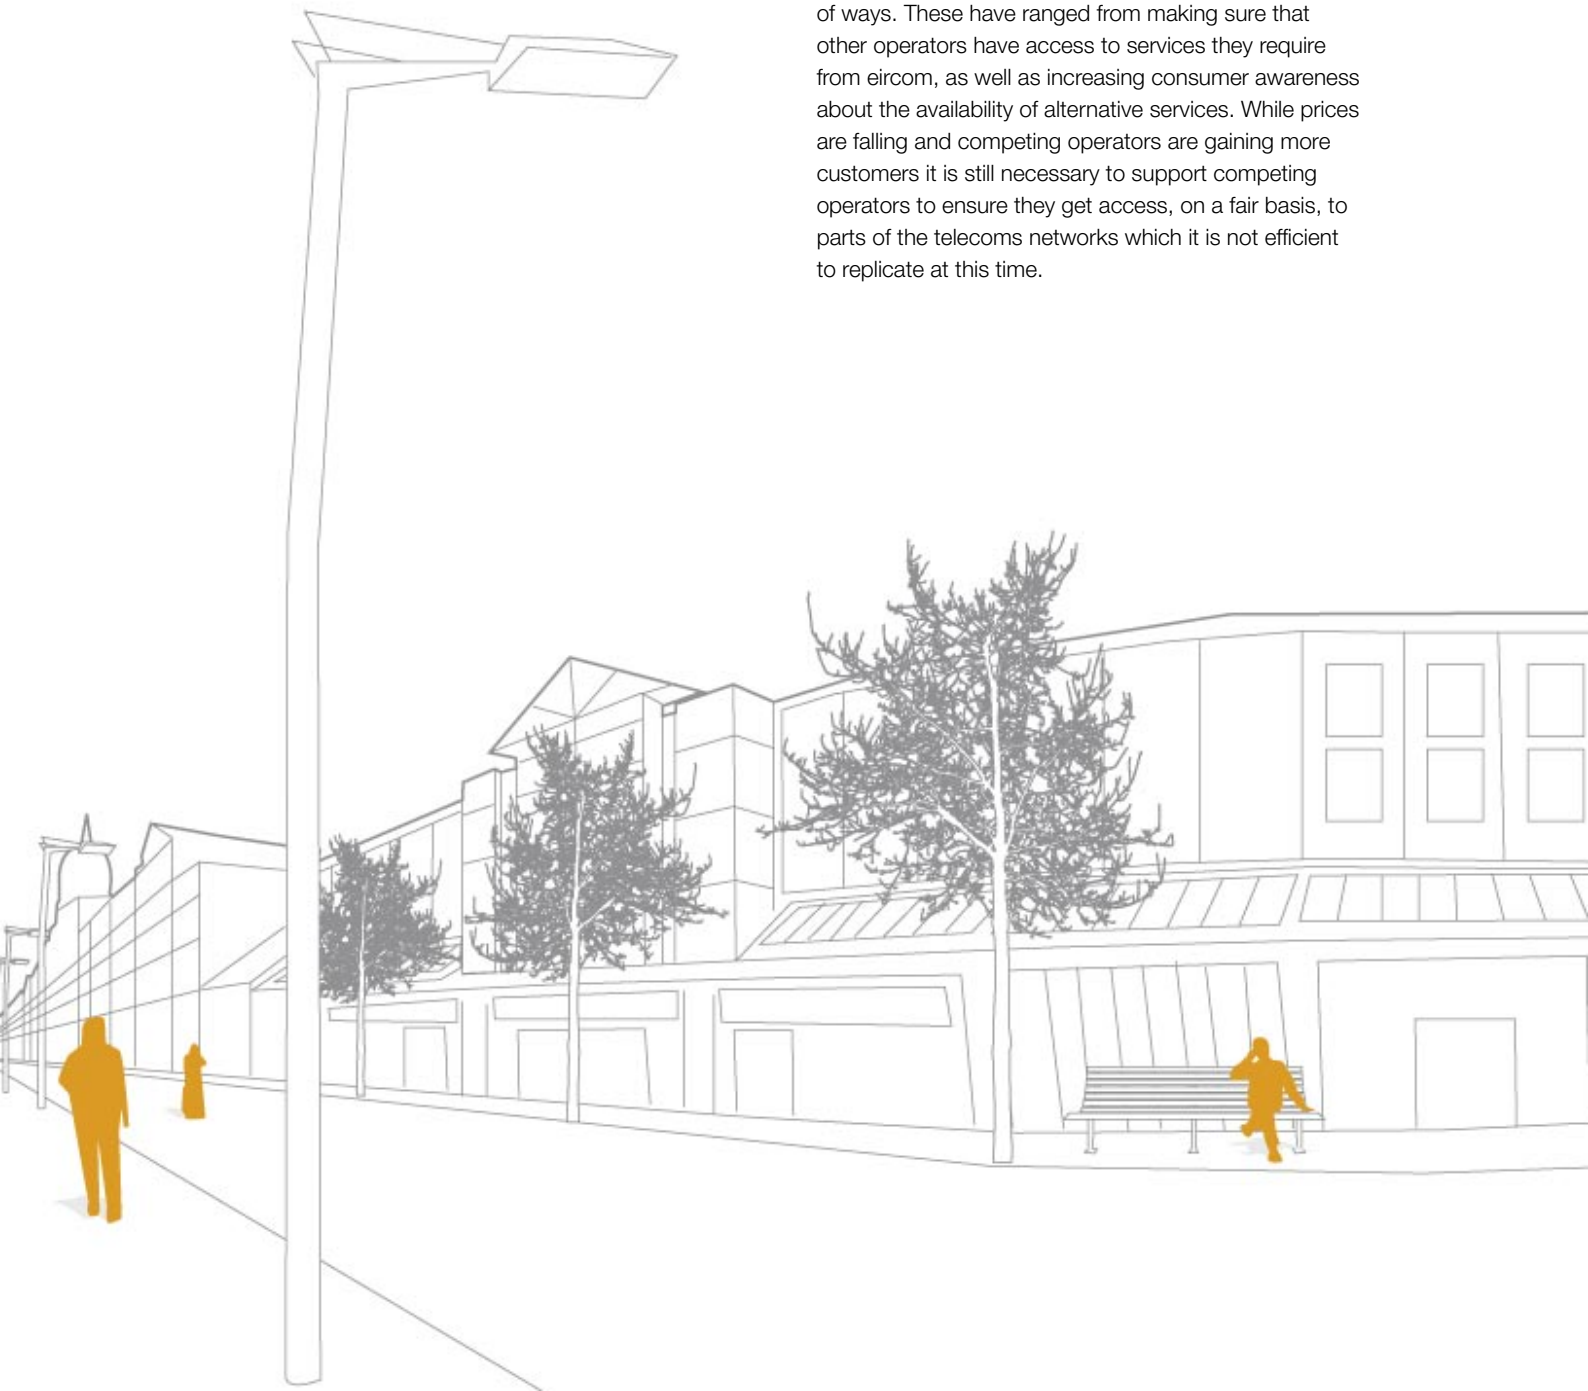 of ways. These have ranged from making sure that
other operators have access to services they require
from eircom, as well as increasing consumer awareness
about the availability of alternative services. While prices
are falling and competing operators are gaining more
customers it is still necessary to support competing
operators to ensure they get access, on a fair basis, to
parts of the telecoms networks which it is not efficient
to replicate at this time.